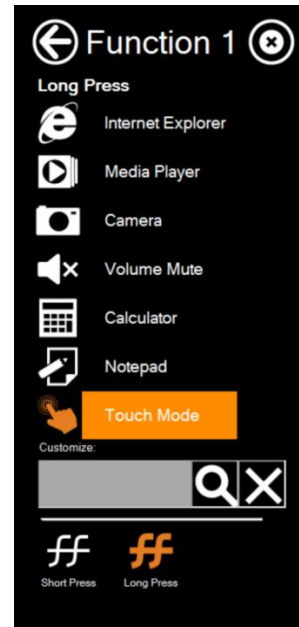 Function 1
Long Press
Internet Explorer
Media Player
Camera
Volume Mute
Calculator
Notepad
Touch Mode
Customize:
Short Press
Long Press